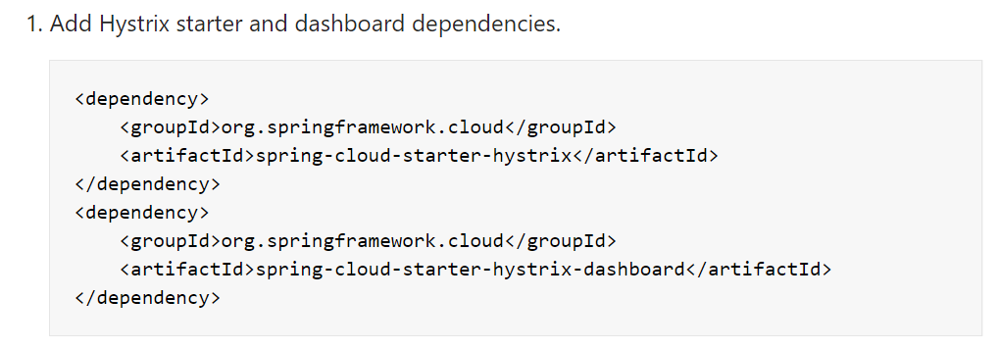 1. Add Hystrix starter and dashboard dependencies.
<dependency>
    <groupId>org.springframework.cloud</groupId>
    <artifactId>spring-cloud-starter-hystrix</artifactId>
</dependency>
<dependency>
    <groupId>org.springframework.cloud</groupId>
    <artifactId>spring-cloud-starter-hystrix-dashboard</artifactId>
</dependency>